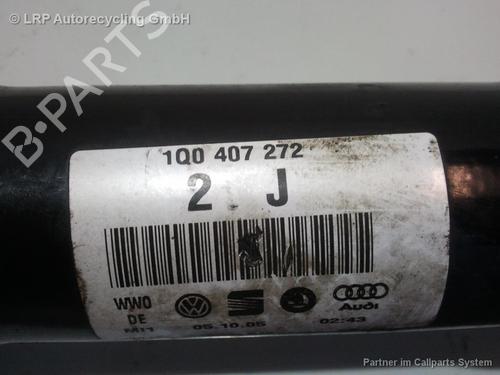 © LRP Autorecycling GmbH
B-PARTS
1Q0 407 272
2 J
WWO
DE
Audi
05.10.05 02:43
Partner im Callparts System